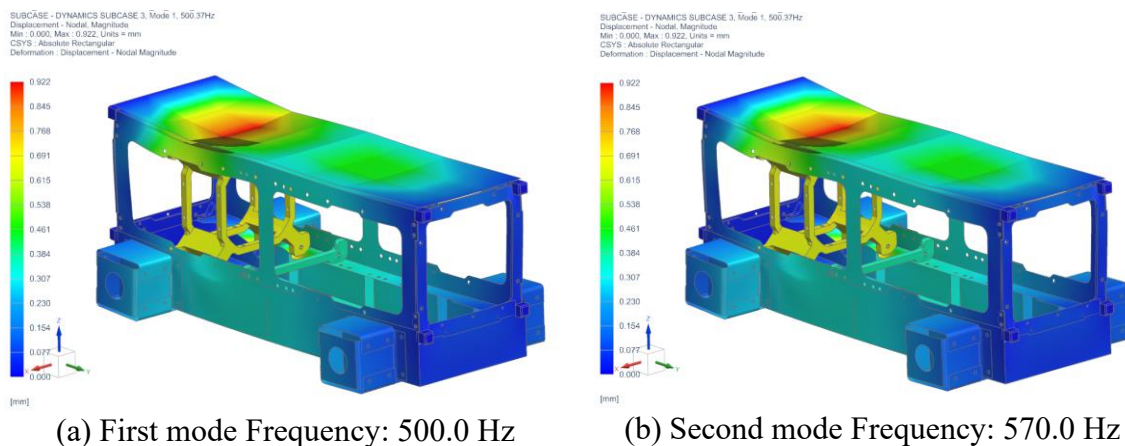 SUBCASE - DYNAMICS SUBCASE 3, Mode 1, 500.37Hz
Displacement - Nodal, Magnitude
Min : 0.000, Max : 0.922, Units = mm
CSYS : Absolute Rectangular
Deformation : Displacement - Nodal Magnitude
0.922
0.845
0.768
0.691
0.615
0.538
0.461
0.384
0.307
0.230
0.154
0.077
0.000
Z
X
Y
[mm]
(a) First mode Frequency: 500.0 Hz
SUBCASE - DYNAMICS SUBCASE 3, Mode 1, 500.37Hz
Displacement - Nodal, Magnitude
Min : 0.000, Max : 0.922, Units = mm
CSYS : Absolute Rectangular
Deformation : Displacement - Nodal Magnitude
0.922
0.845
0.768
0.691
0.615
0.538
0.461
0.384
0.307
0.230
0.154
0.077
0.000
Z
X
Y
[mm]
(b) Second mode Frequency: 570.0 Hz